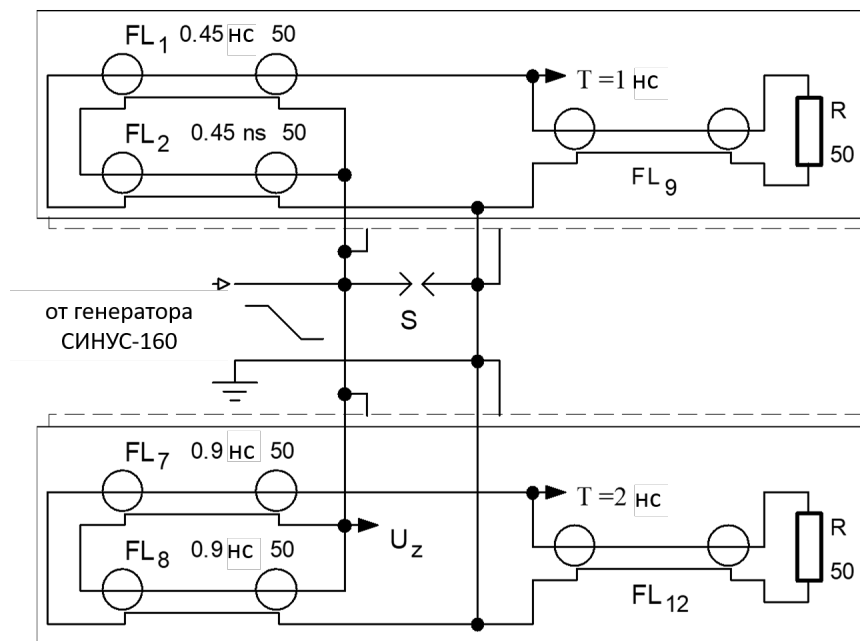 FL1 0.45 нс 50
T =1 нс
FL2 0.45 ns 50
R
50
FL9
от генератора
СИНУС-160
S
FL7 0.9 нс 50
T =2 нс
Uz
FL8 0.9 нс 50
R
50
FL12